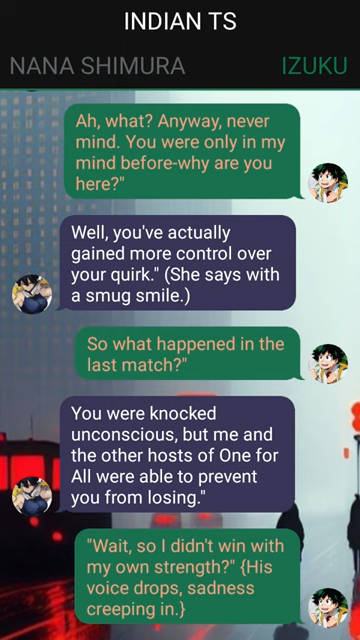 INDIAN TS
NANA SHIMURA IZUKU
Ah, what? Anyway, never
mind. You were only in my
mind before-why are you
here?"
Well, you've actually
gained more control over
your quirk." (She says with
a smug smile.)
So what happened in the
last match?"
You were knocked
unconscious, but me and
the other hosts of One for
All were able to prevent
you from losing."
"Wait, so I didn't win with
my own strength?" {His
voice drops, sadness
creeping in.}